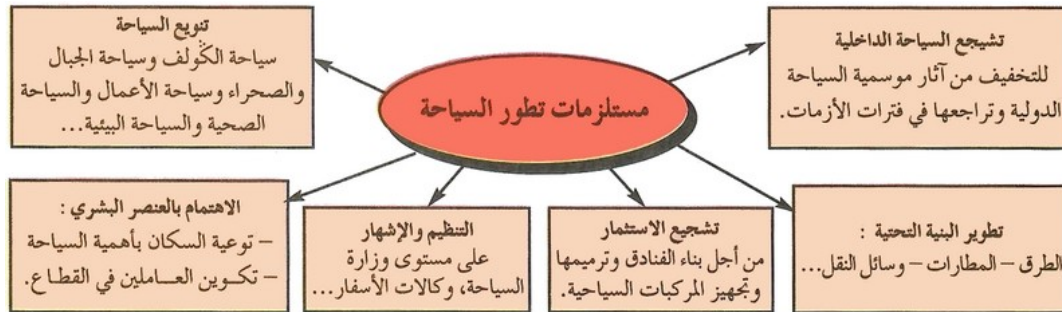 مستلزمات تطور السياحة
تشيجع السياحة الداخلية
للتخفيف من آثار موسمية السياحة
الدولية وتراجعها في فترات الأزمات.
تنويع السياحة
سياحة الڭولف وسياحة الجبال
والصحراء وسياحة الأعمال والسياحة
الصحية والسياحة البيئية...
تطوير البنية التحتية :
الطرق – المطارات – وسائل النقل...
تشجيع الاستثمار
من أجل بناء الفنادق وترميمها
وتجهيز المركبات السياحية.
التنظيم والإشهار
على مستوى وزارة
السياحة، وكالات الأسفار...
الاهتمام بالعنصر البشري :
– توعية السكان بأهمية السياحة
– تكوين العاملين في القطاع.